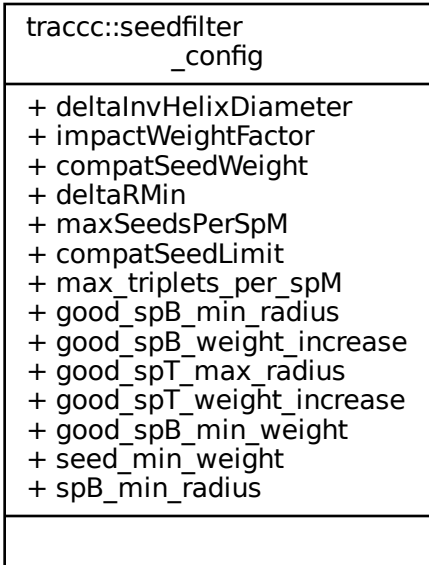 traccc::seedfilter
_config
+ deltaInvHelixDiameter
+ impactWeightFactor
+ compatSeedWeight
+ deltaRMin
+ maxSeedsPerSpM
+ compatSeedLimit
+ max_triplets_per_spM
+ good_spB_min_radius
+ good_spB_weight_increase
+ good_spT_max_radius
+ good_spT_weight_increase
+ good_spB_min_weight
+ seed_min_weight
+ spB_min_radius